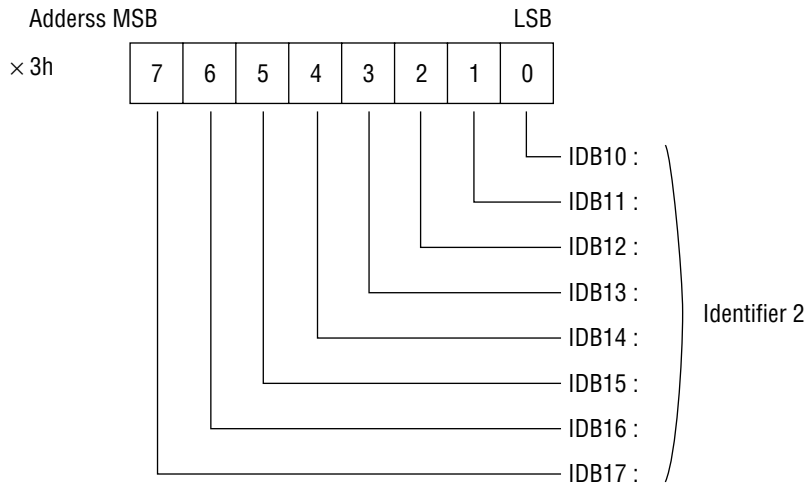 Adderss MSB LSB
× 3h 7 6 5 4 3 2 1 0
IDB10 :
IDB11 :
IDB12 :
IDB13 :
Identifier 2
IDB14 :
IDB15 :
IDB16 :
IDB17 :